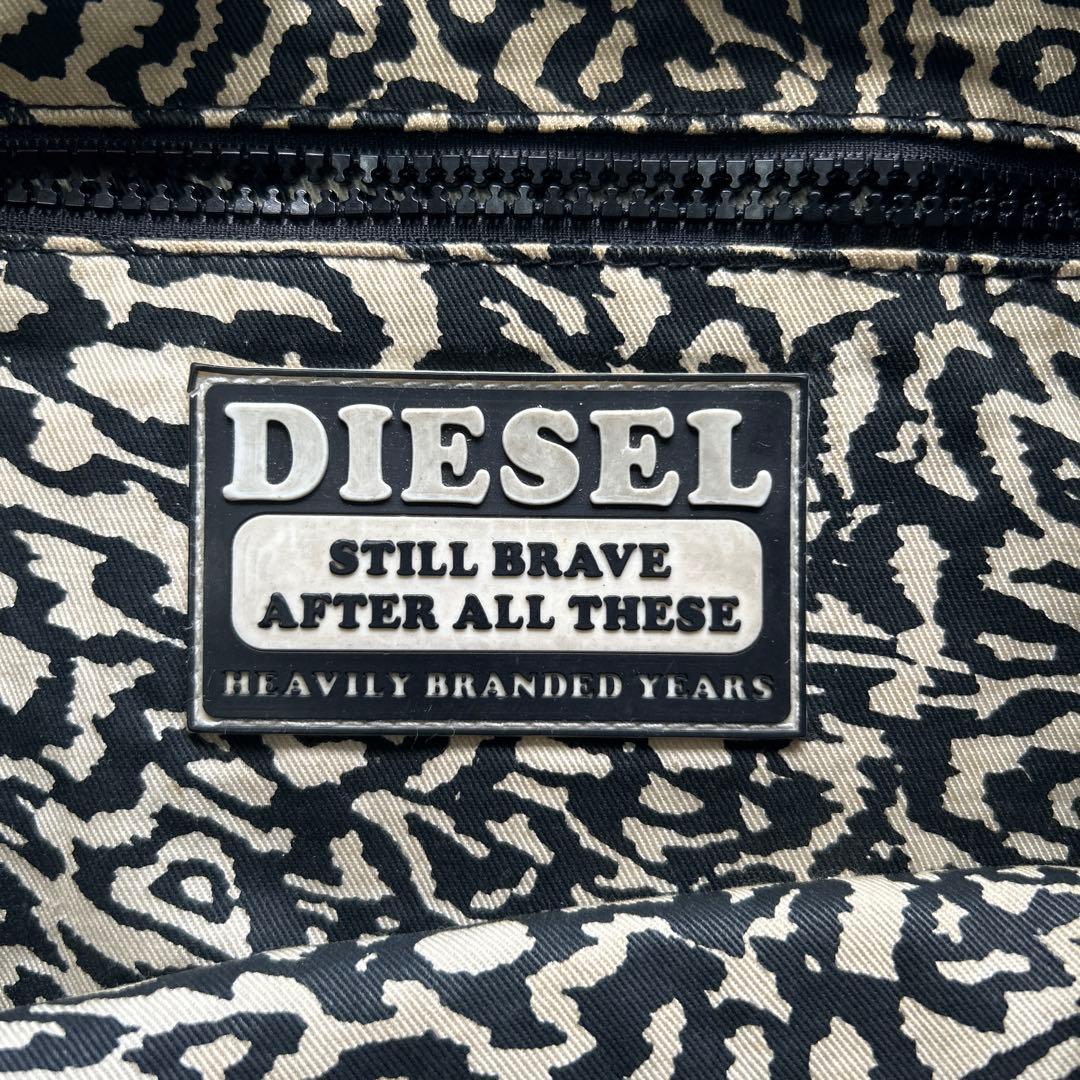 DIESEL
STILL BRAVE
AFTER ALL THESE
HEAVILY BRANDED YEARS